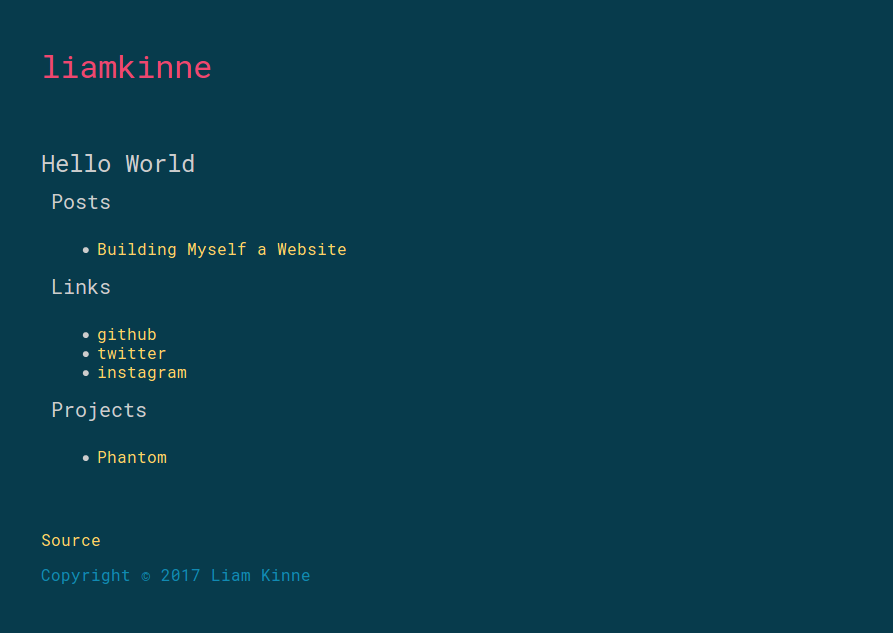 liamkinne
Hello World
Posts
Building Myself a Website
Links
github
twitter
instagram
Projects
Phantom
Source
Copyright © 2017 Liam Kinne